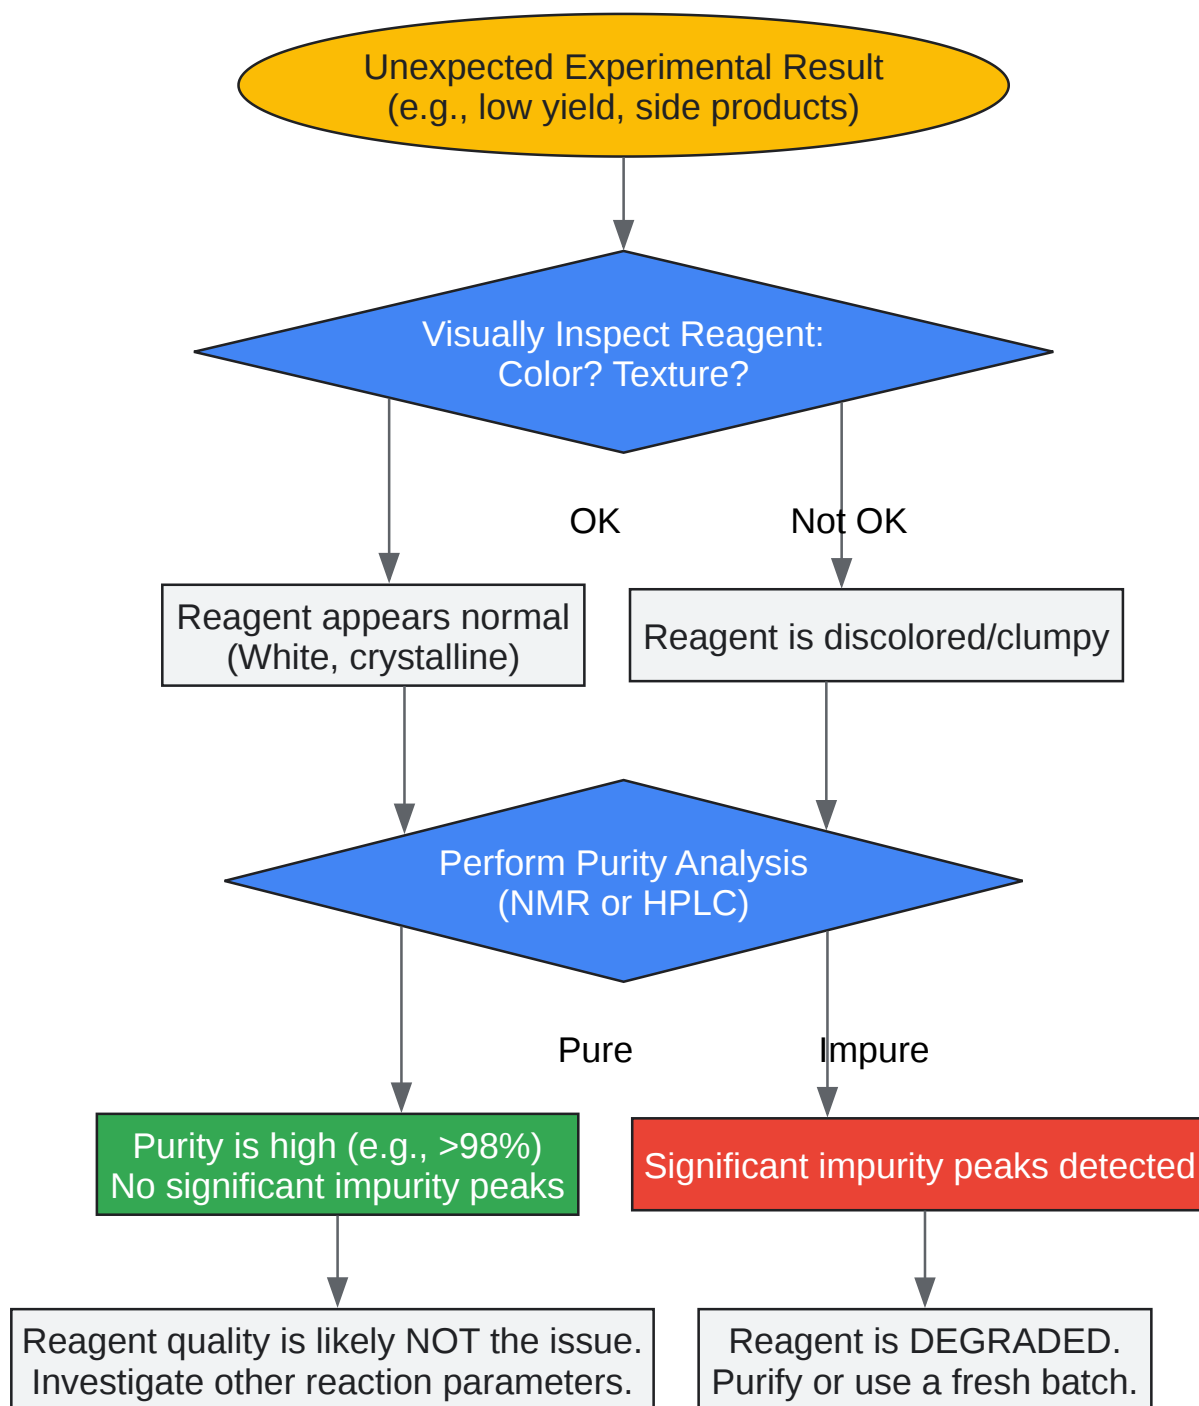 Unexpected Experimental Result
(e.g., low yield, side products)
Visually Inspect Reagent:
Color? Texture?
OK
Not OK
Reagent appears normal
(White, crystalline)
Reagent is discolored/clumpy
Perform Purity Analysis
(NMR or HPLC)
Pure
Impure
Purity is high (e.g., >98%)
No significant impurity peaks
Significant impurity peaks detected
Reagent quality is likely NOT the issue.
Investigate other reaction parameters.
Reagent is DEGRADED.
Purify or use a fresh batch.